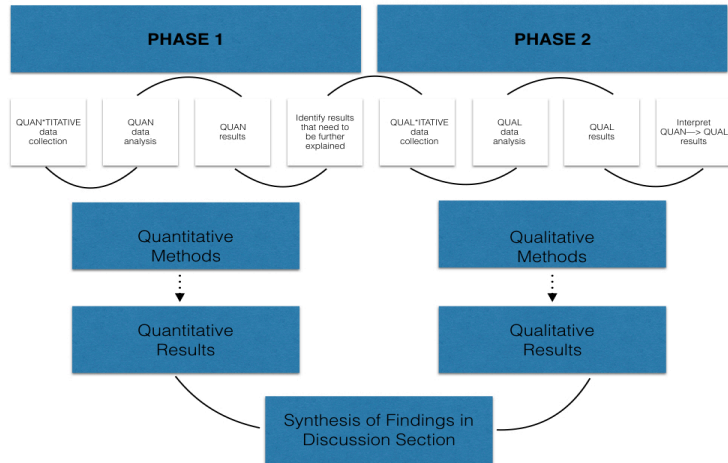 PHASE 1
PHASE 2
QUAN*TITATIVE
data
collection
QUAN
data
analysis
QUAN
results
Identify results
that need to
be further
explained
QUAL*ITATIVE
data
collection
QUAL
data
analysis
QUAL
results
Interpret
QUAN—> QUAL
results
Quantitative
Methods
Qualitative
Methods
Quantitative
Results
Qualitative
Results
Synthesis of Findings in
Discussion Section